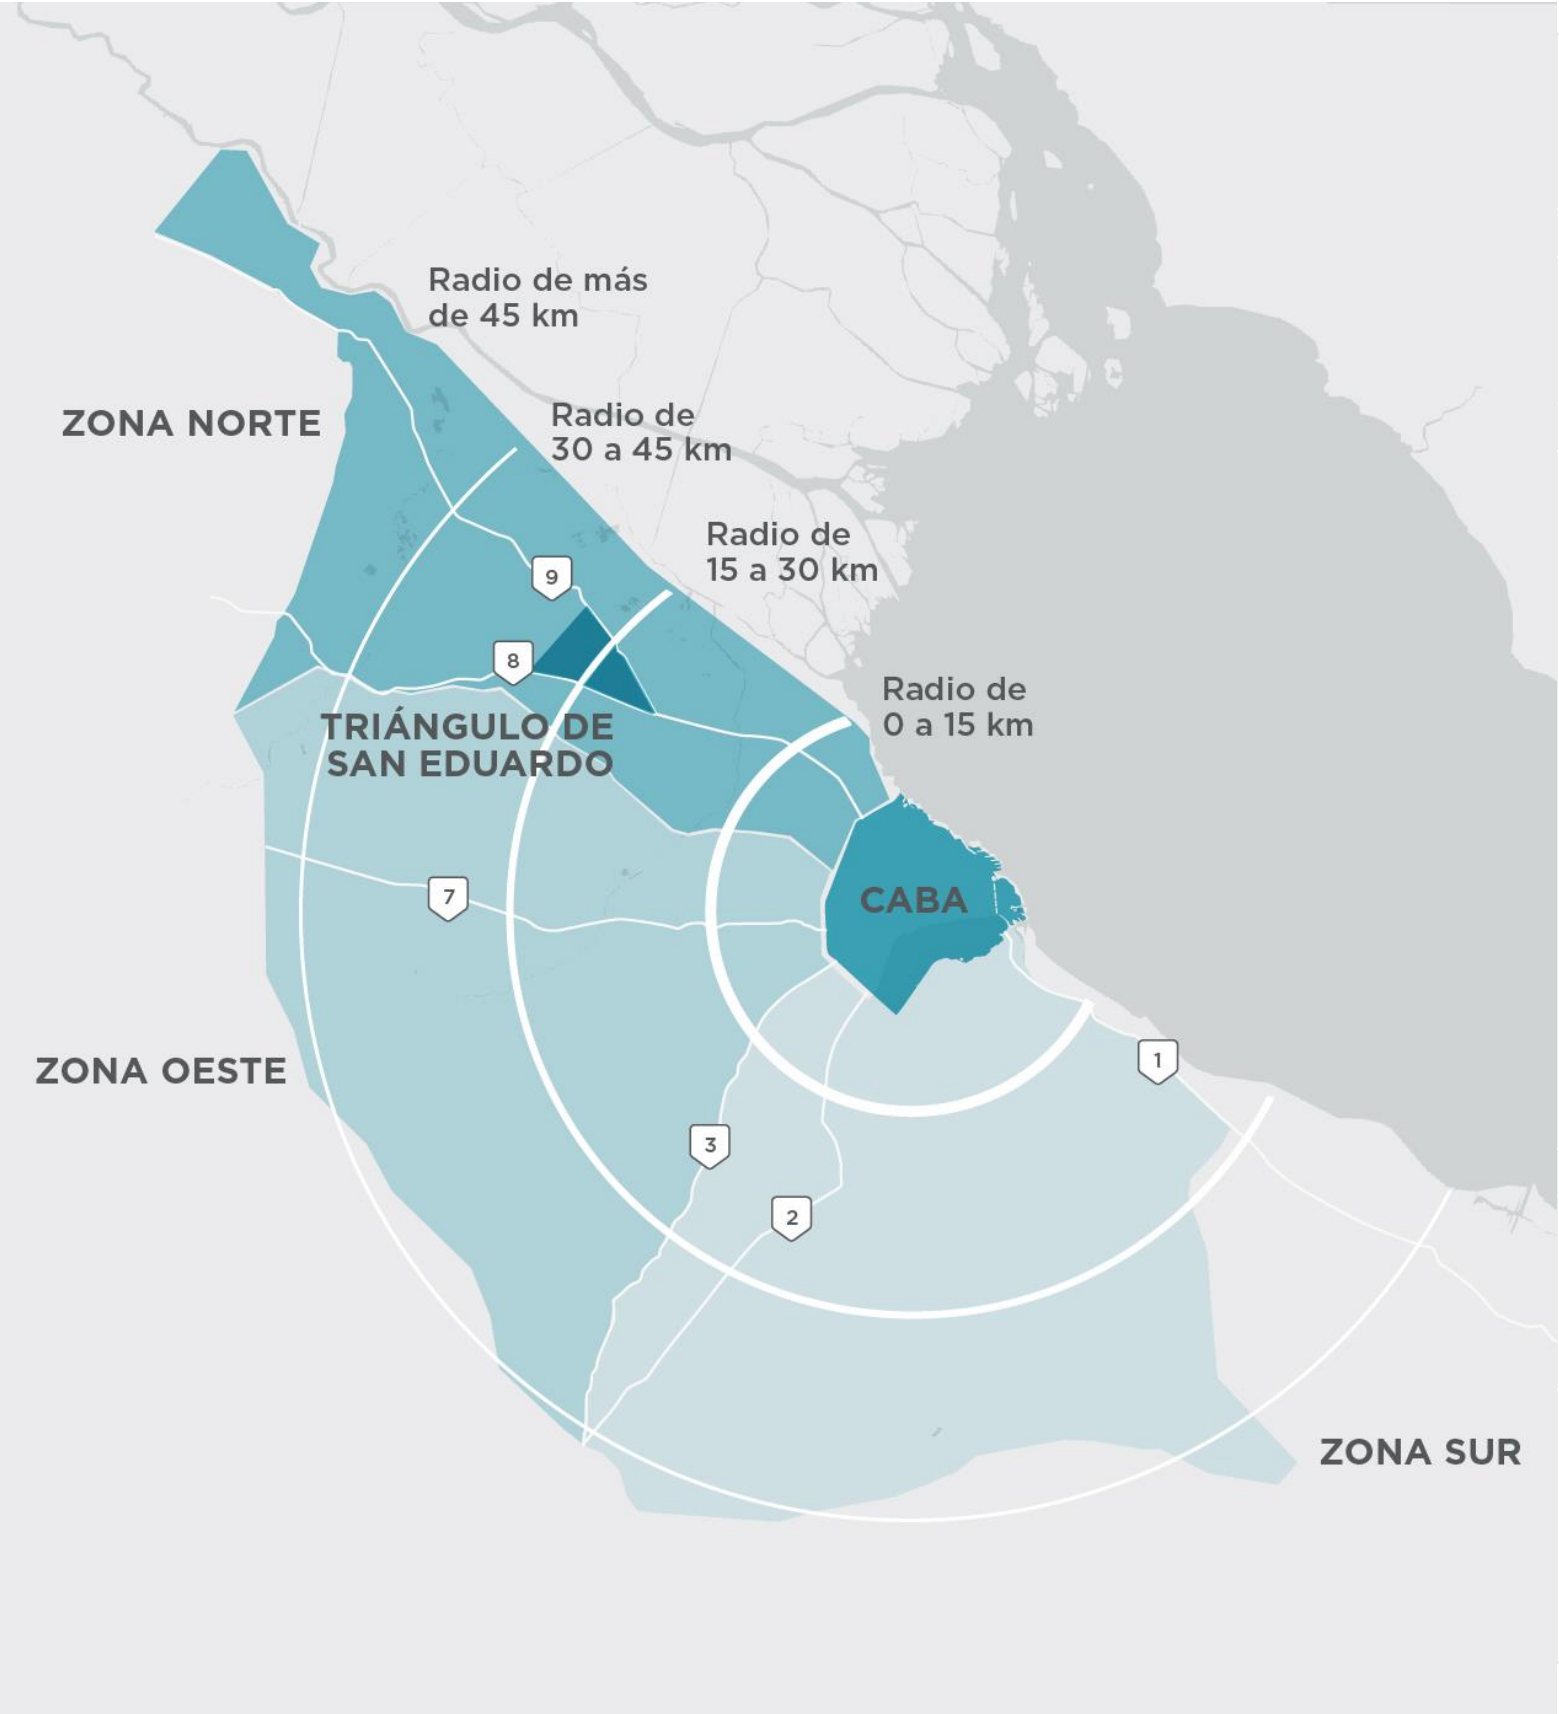 Radio de más
de 45 km
ZONA NORTE
Radio de
30 a 45 km
Radio de
15 a 30 km
9
8
Radio de
0 a 15 km
TRIÁNGULO DE
SAN EDUARDO
7
CABA
ZONA OESTE
1
3
2
ZONA SUR